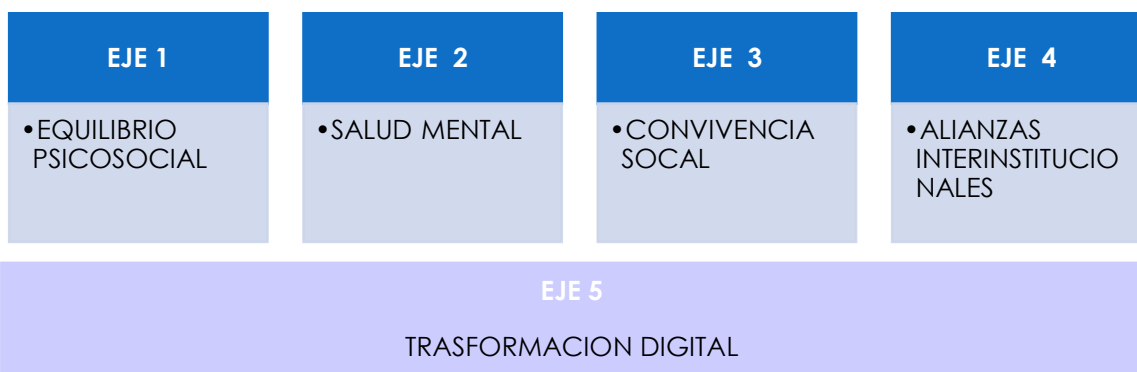 EJE 1
•EQUILIBRIO
PSICOSOCIAL
EJE 2
•SALUD MENTAL
EJE 3
•CONVIVENCIA
SOCAL
EJE 4
•ALIANZAS
INTERINSTITUCIO
NALES
EJE 5
TRASFORMACION DIGITAL